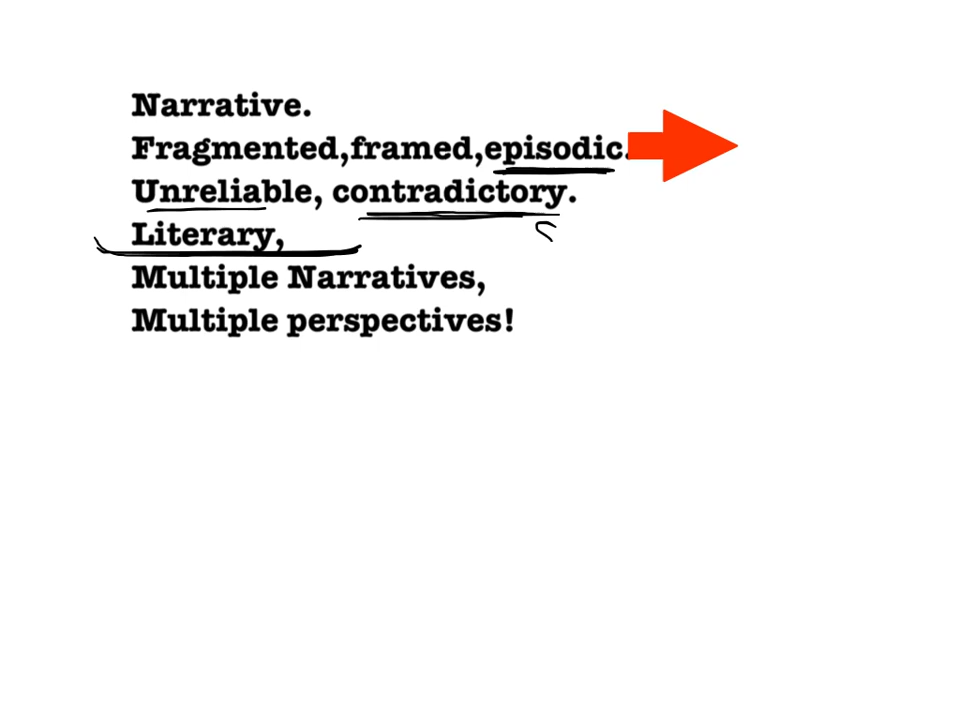 Narrative.
Fragmented,framed,episodic.
Unreliable, contradictory.
Literary,
Multiple Narratives,
Multiple perspectives!